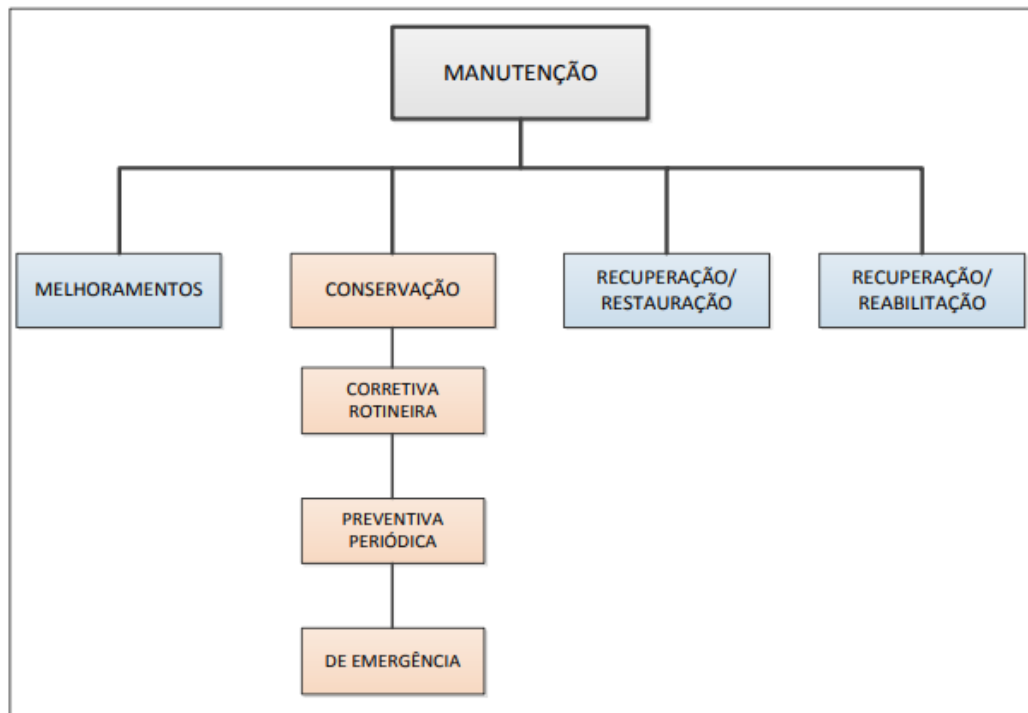 MANUTENÇÃO
MELHORAMENTOS
CONSERVAÇÃO
RECUPERAÇÃO/
RESTAURAÇÃO
RECUPERAÇÃO/
REABILITAÇÃO
CORRETIVA
ROTINEIRA
PREVENTIVA
PERIÓDICA
DE EMERGÊNCIA